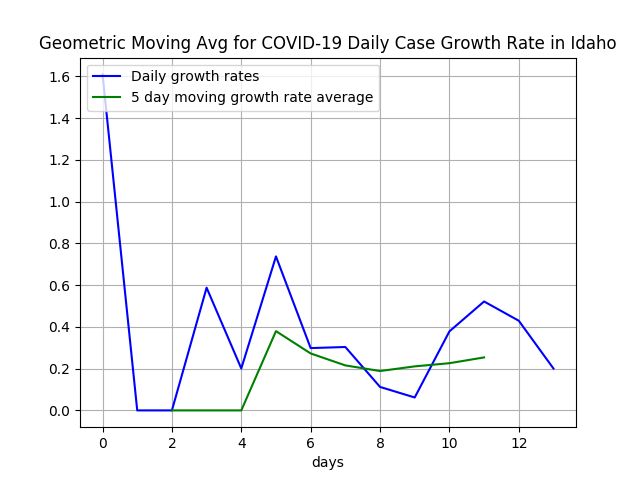 Geometric Moving Avg for COVID-19 Daily Case Growth Rate in Idaho
Daily growth rates
5 day moving growth rate average
1.6
1.4
1.2
1.0
0.8
0.6
0.4
0.2
0.0
0 2 4 6 8 10 12
days